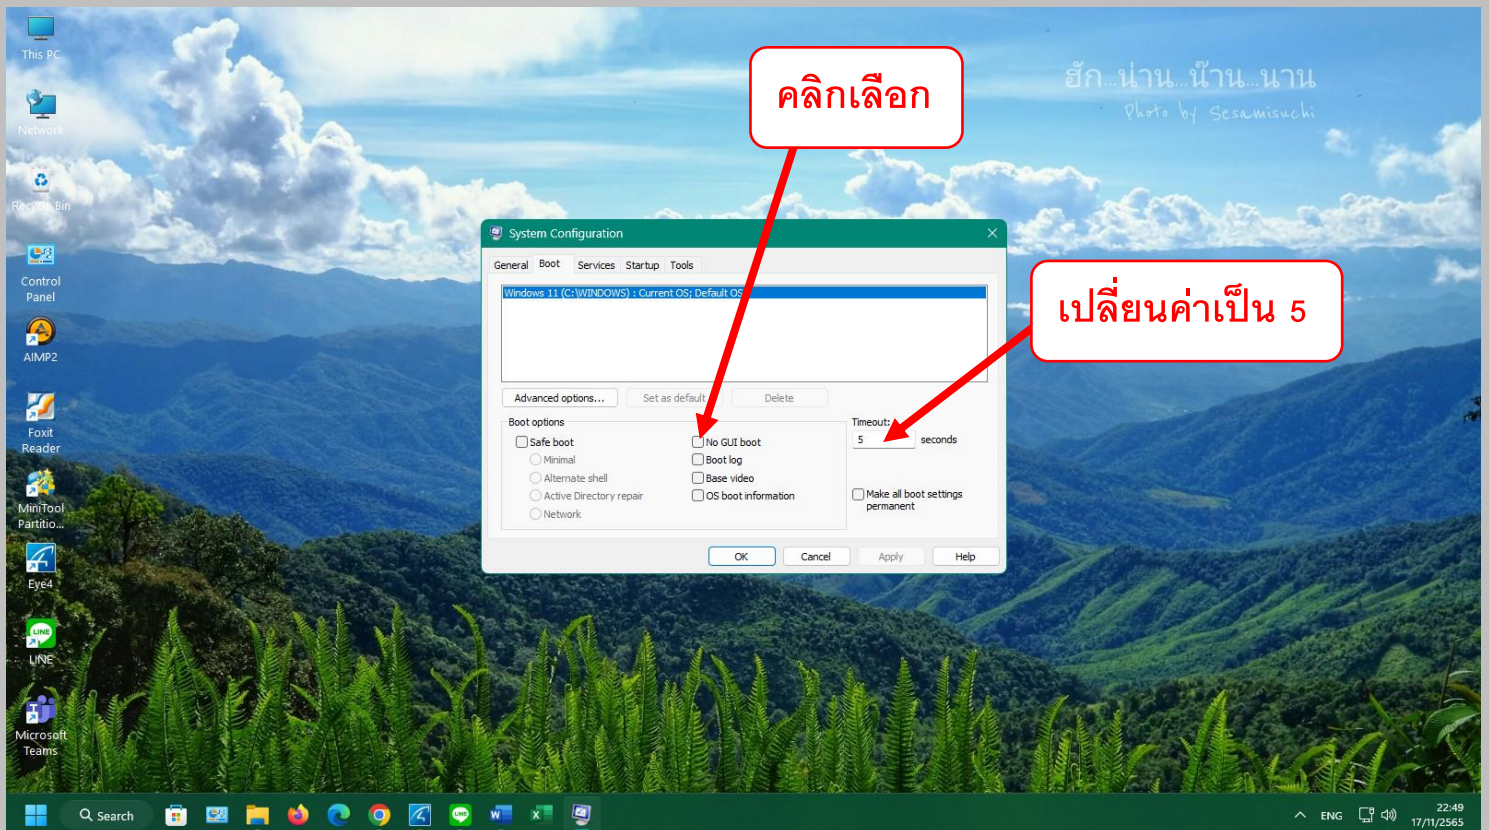 This PC
Network
Recycle Bin
Control
Panel
AIMP2
Foxit
Reader
MiniTool
Partitio...
Eye4
LINE
LINE
Microsoft
Teams
คลิกเลือก
ฮัก...น่าน...น๊าน...นาน
Photo by Sesamisuchi
System Configuration
General Boot Services Startup Tools
Windows 11 (C:\WINDOWS) : Current OS; Default OS
เปลี่ยนค่าเป็น 5
Advanced options... Set as default Delete
Boot options
Timeout:
Safe boot
Minimal
Alternate shell
Active Directory repair
Network
No GUI boot
Boot log
Base video
OS boot information
5 seconds
Make all boot settings
permanent
OK Cancel Apply Help
Search
ENG
22:49
17/11/2565